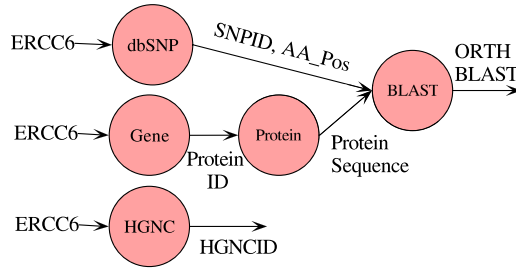 ERCC6
dbSNP
SNPID, AA_Pos
BLAST
ORTH
BLAST
ERCC6
Gene
Protein
ID
Protein
Protein
Sequence
ERCC6
HGNC
HGNCID